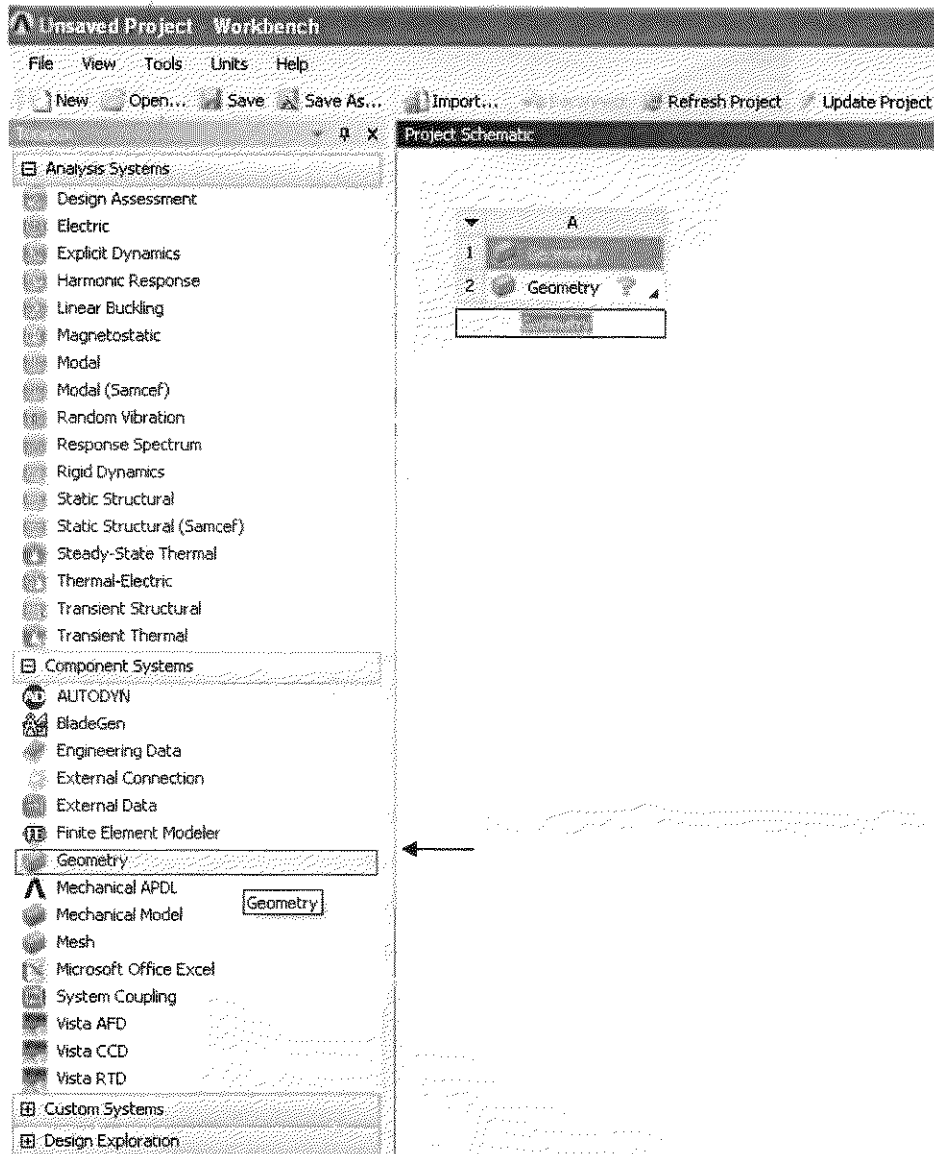 Unsaved Project Workbench
File View Tools Units Help
New Open... Save Save As... Import... Refresh Project Update Project
Project Schematic
Analysis Systems
Design Assessment
Electric
Explicit Dynamics
Harmonic Response
Linear Buckling
Magnetostatic
Modal
Modal (Samcef)
Random Vibration
Response Spectrum
Rigid Dynamics
Static Structural
Static Structural (Samcef)
Steady-State Thermal
Thermal-Electric
Transient Structural
Transient Thermal
Component Systems
AUTODYN
BladeGen
Engineering Data
External Connection
External Data
Finite Element Modeler
Geometry
Mechanical APDL
Geometry
Mechanical Model
Mesh
Microsoft Office Excel
System Coupling
Vista AFD
Vista CCD
Vista RTD
Custom Systems
Design Exploration
A
1
2 Geometry ?